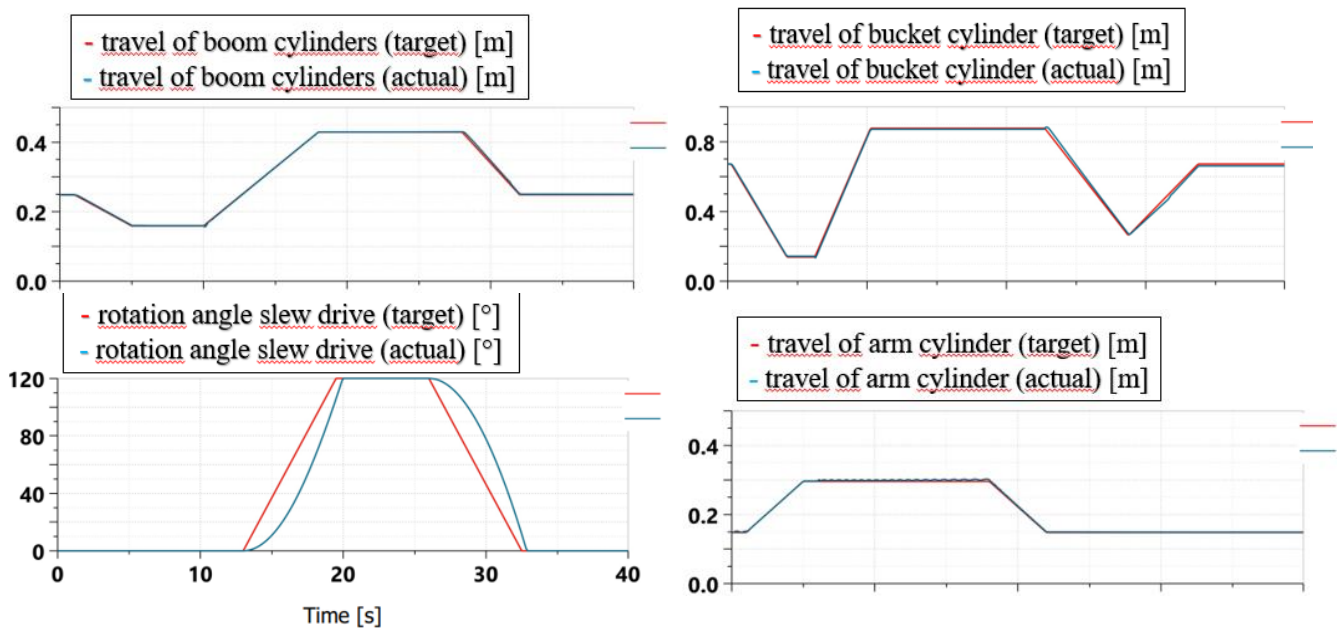 - travel of boom cylinders (target) [m]
- travel of boom cylinders (actual) [m]
0.4
0.2
0.0
- travel of bucket cylinder (target) [m]
- travel of bucket cylinder (actual) [m]
0.8
0.4
0.0
- rotation angle slew drive (target) [°]
- rotation angle slew drive (actual) [°]
120
80
40
0
0 10 20 30 40
Time [s]
- travel of arm cylinder (target) [m]
- travel of arm cylinder (actual) [m]
0.4
0.2
0.0